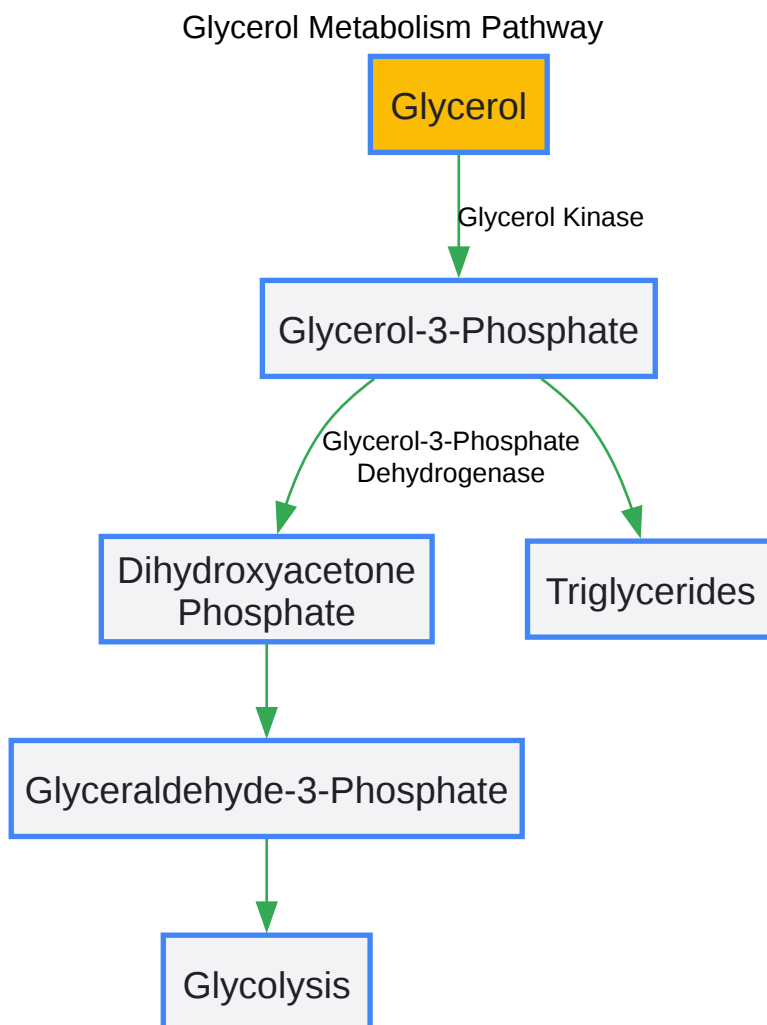 Glycerol Metabolism Pathway
Glycerol
Glycerol Kinase
Glycerol-3-Phosphate
Glycerol-3-Phosphate
Dehydrogenase
Dihydroxyacetone
Phosphate
Triglycerides
Glyceraldehyde-3-Phosphate
Glycolysis